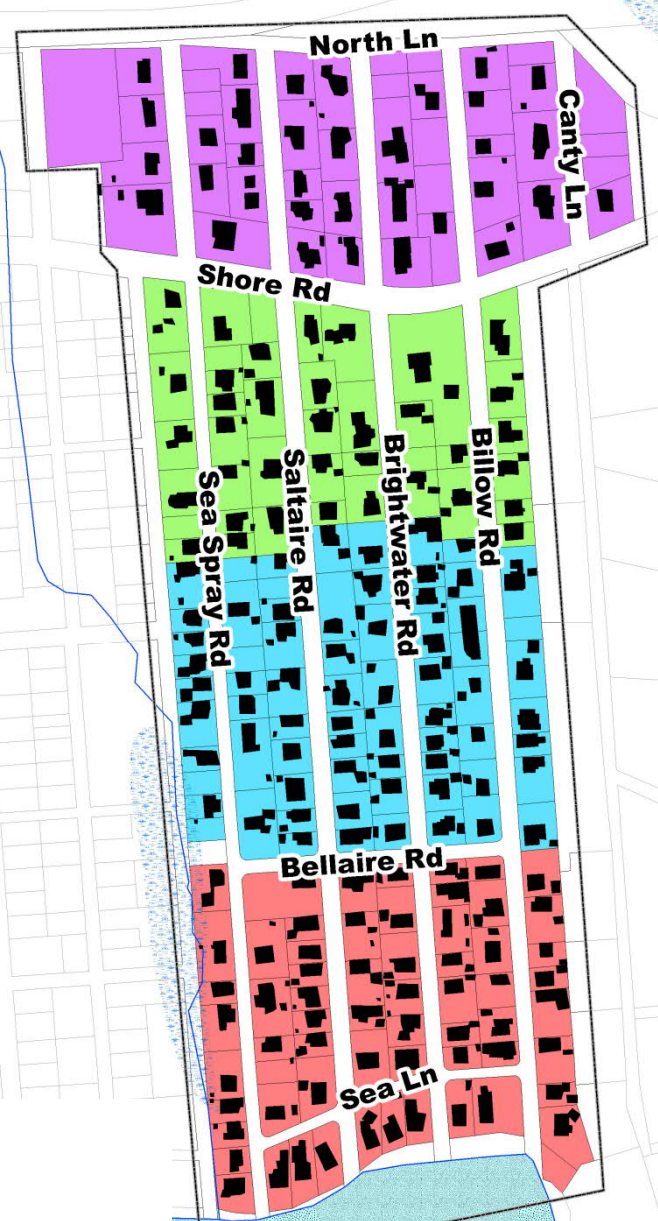 North Ln
Canty Ln
Shore Rd
Sea Spray Rd
Saltaire Rd
Brightwater Rd
Billow Rd
Bellaire Rd
Sea Ln